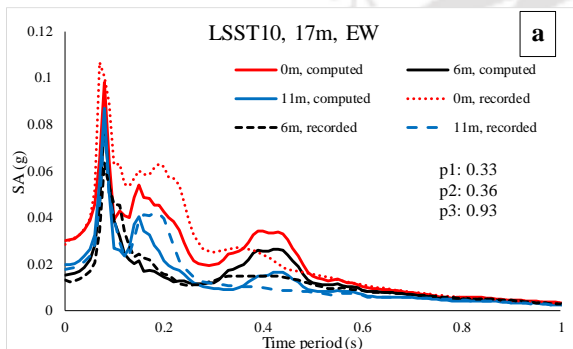 LSST10, 17m, EW
a
0m, computed
6m, computed
11m, computed
0m, recorded
6m, recorded
11m, recorded
p1: 0.33
p2: 0.36
p3: 0.93
SA (g)
0.12
0.1
0.08
0.06
0.04
0.02
0
0 0.2 0.4 0.6 0.8 1
Time period (s)